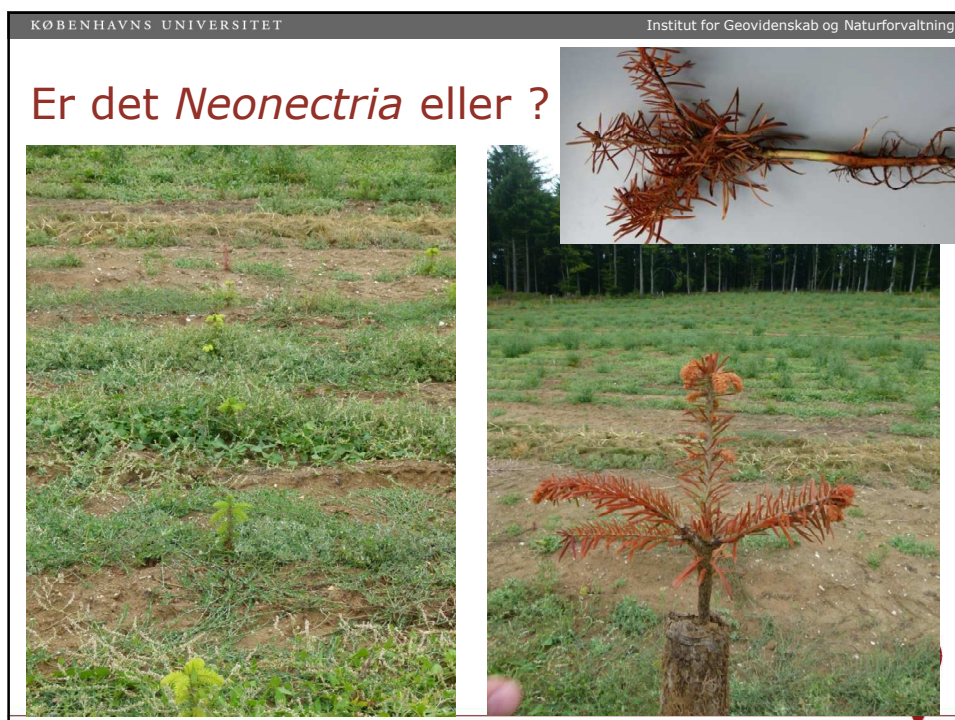 KØBENHAVNS UNIVERSITET
Institut for Geovidenskab og Naturforvaltning
Er det Neonectria eller ?